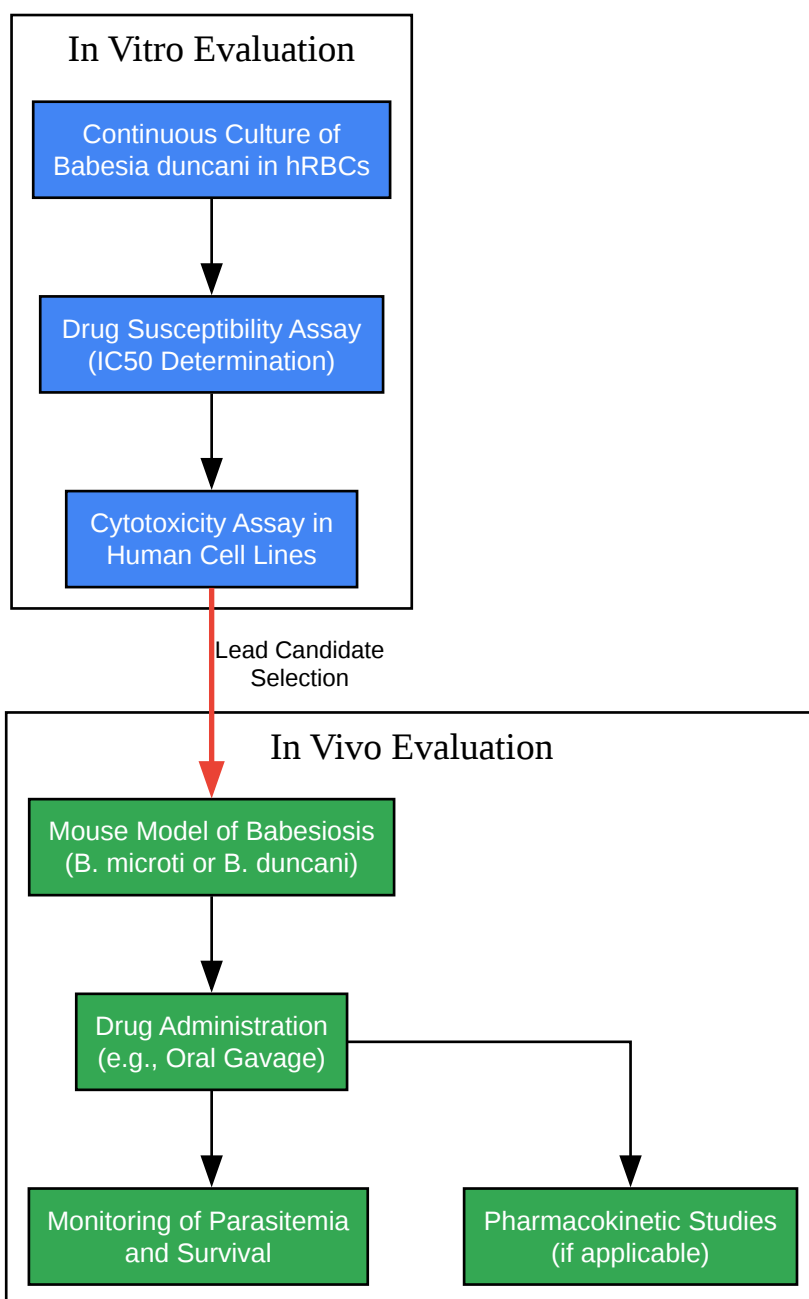 In Vitro Evaluation
Continuous Culture of
Babesia duncani in hRBCs
Drug Susceptibility Assay
(IC50 Determination)
Cytotoxicity Assay in
Human Cell Lines
Lead Candidate
Selection
In Vivo Evaluation
Mouse Model of Babesiosis
(B. microti or B. duncani)
Drug Administration
(e.g., Oral Gavage)
Monitoring of Parasitemia
and Survival
Pharmacokinetic Studies
(if applicable)